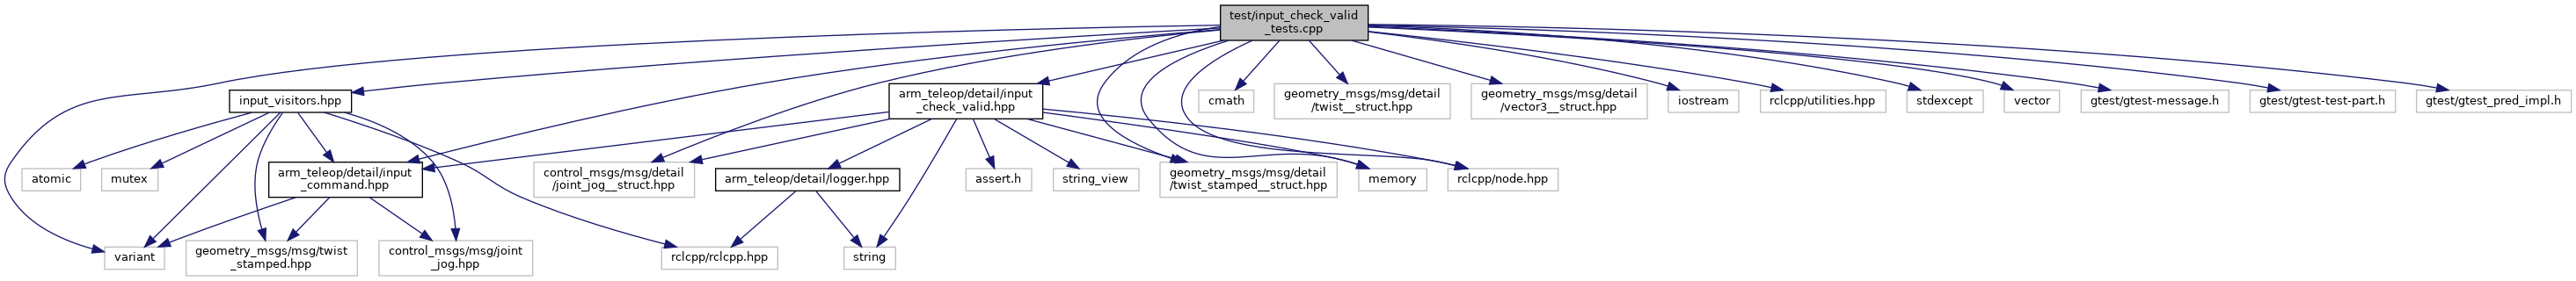 test/input_check_valid
_tests.cpp
input_visitors.hpp
arm_teleop/detail/input
_check_valid.hpp
cmath
geometry_msgs/msg/detail
/twist__struct.hpp
geometry_msgs/msg/detail
/vector3__struct.hpp
iostream
rclcpp/utilities.hpp
stdexcept
vector
gtest/gtest-message.h
gtest/gtest-test-part.h
gtest/gtest_pred_impl.h
atomic
mutex
arm_teleop/detail/input
_command.hpp
control_msgs/msg/detail
/joint_jog__struct.hpp
arm_teleop/detail/logger.hpp
assert.h
string_view
geometry_msgs/msg/detail
/twist_stamped__struct.hpp
memory
rclcpp/node.hpp
variant
geometry_msgs/msg/twist
_stamped.hpp
control_msgs/msg/joint
_jog.hpp
rclcpp/rclcpp.hpp
string